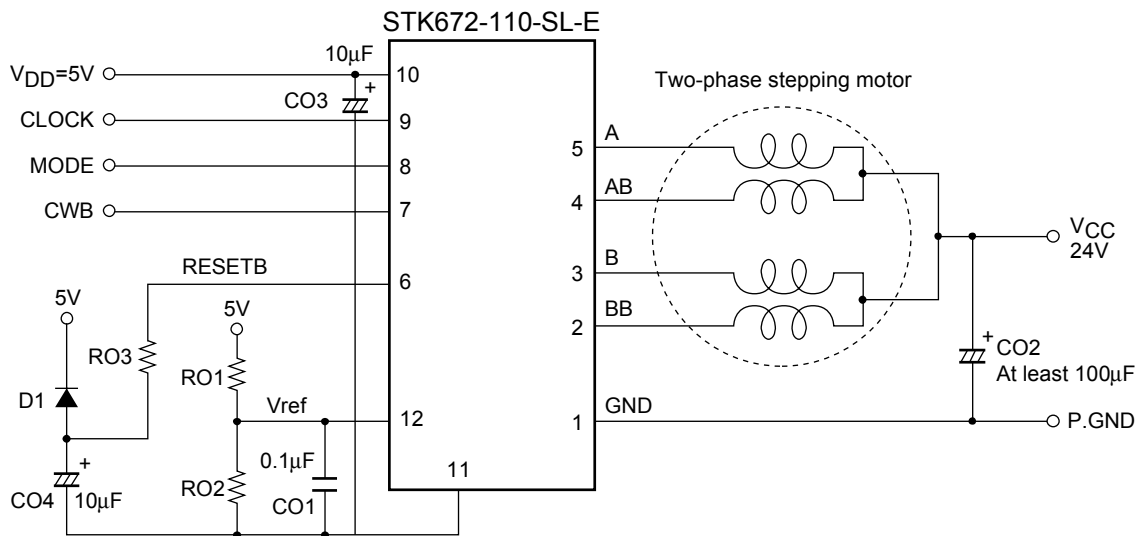 STK672-110-SL-E
10μF
VDD=5V
10
CO3
+
Two-phase stepping motor
CLOCK
9
A
5
MODE
8
AB
4
CWB
7
VCC
24V
RESETB
6
B
3
5V
5V
BB
2
RO3
RO1
+
CO2
At least 100μF
D1
Vref
12
GND
1
P.GND
+
0.1μF
11
CO4
10μF
RO2
CO1